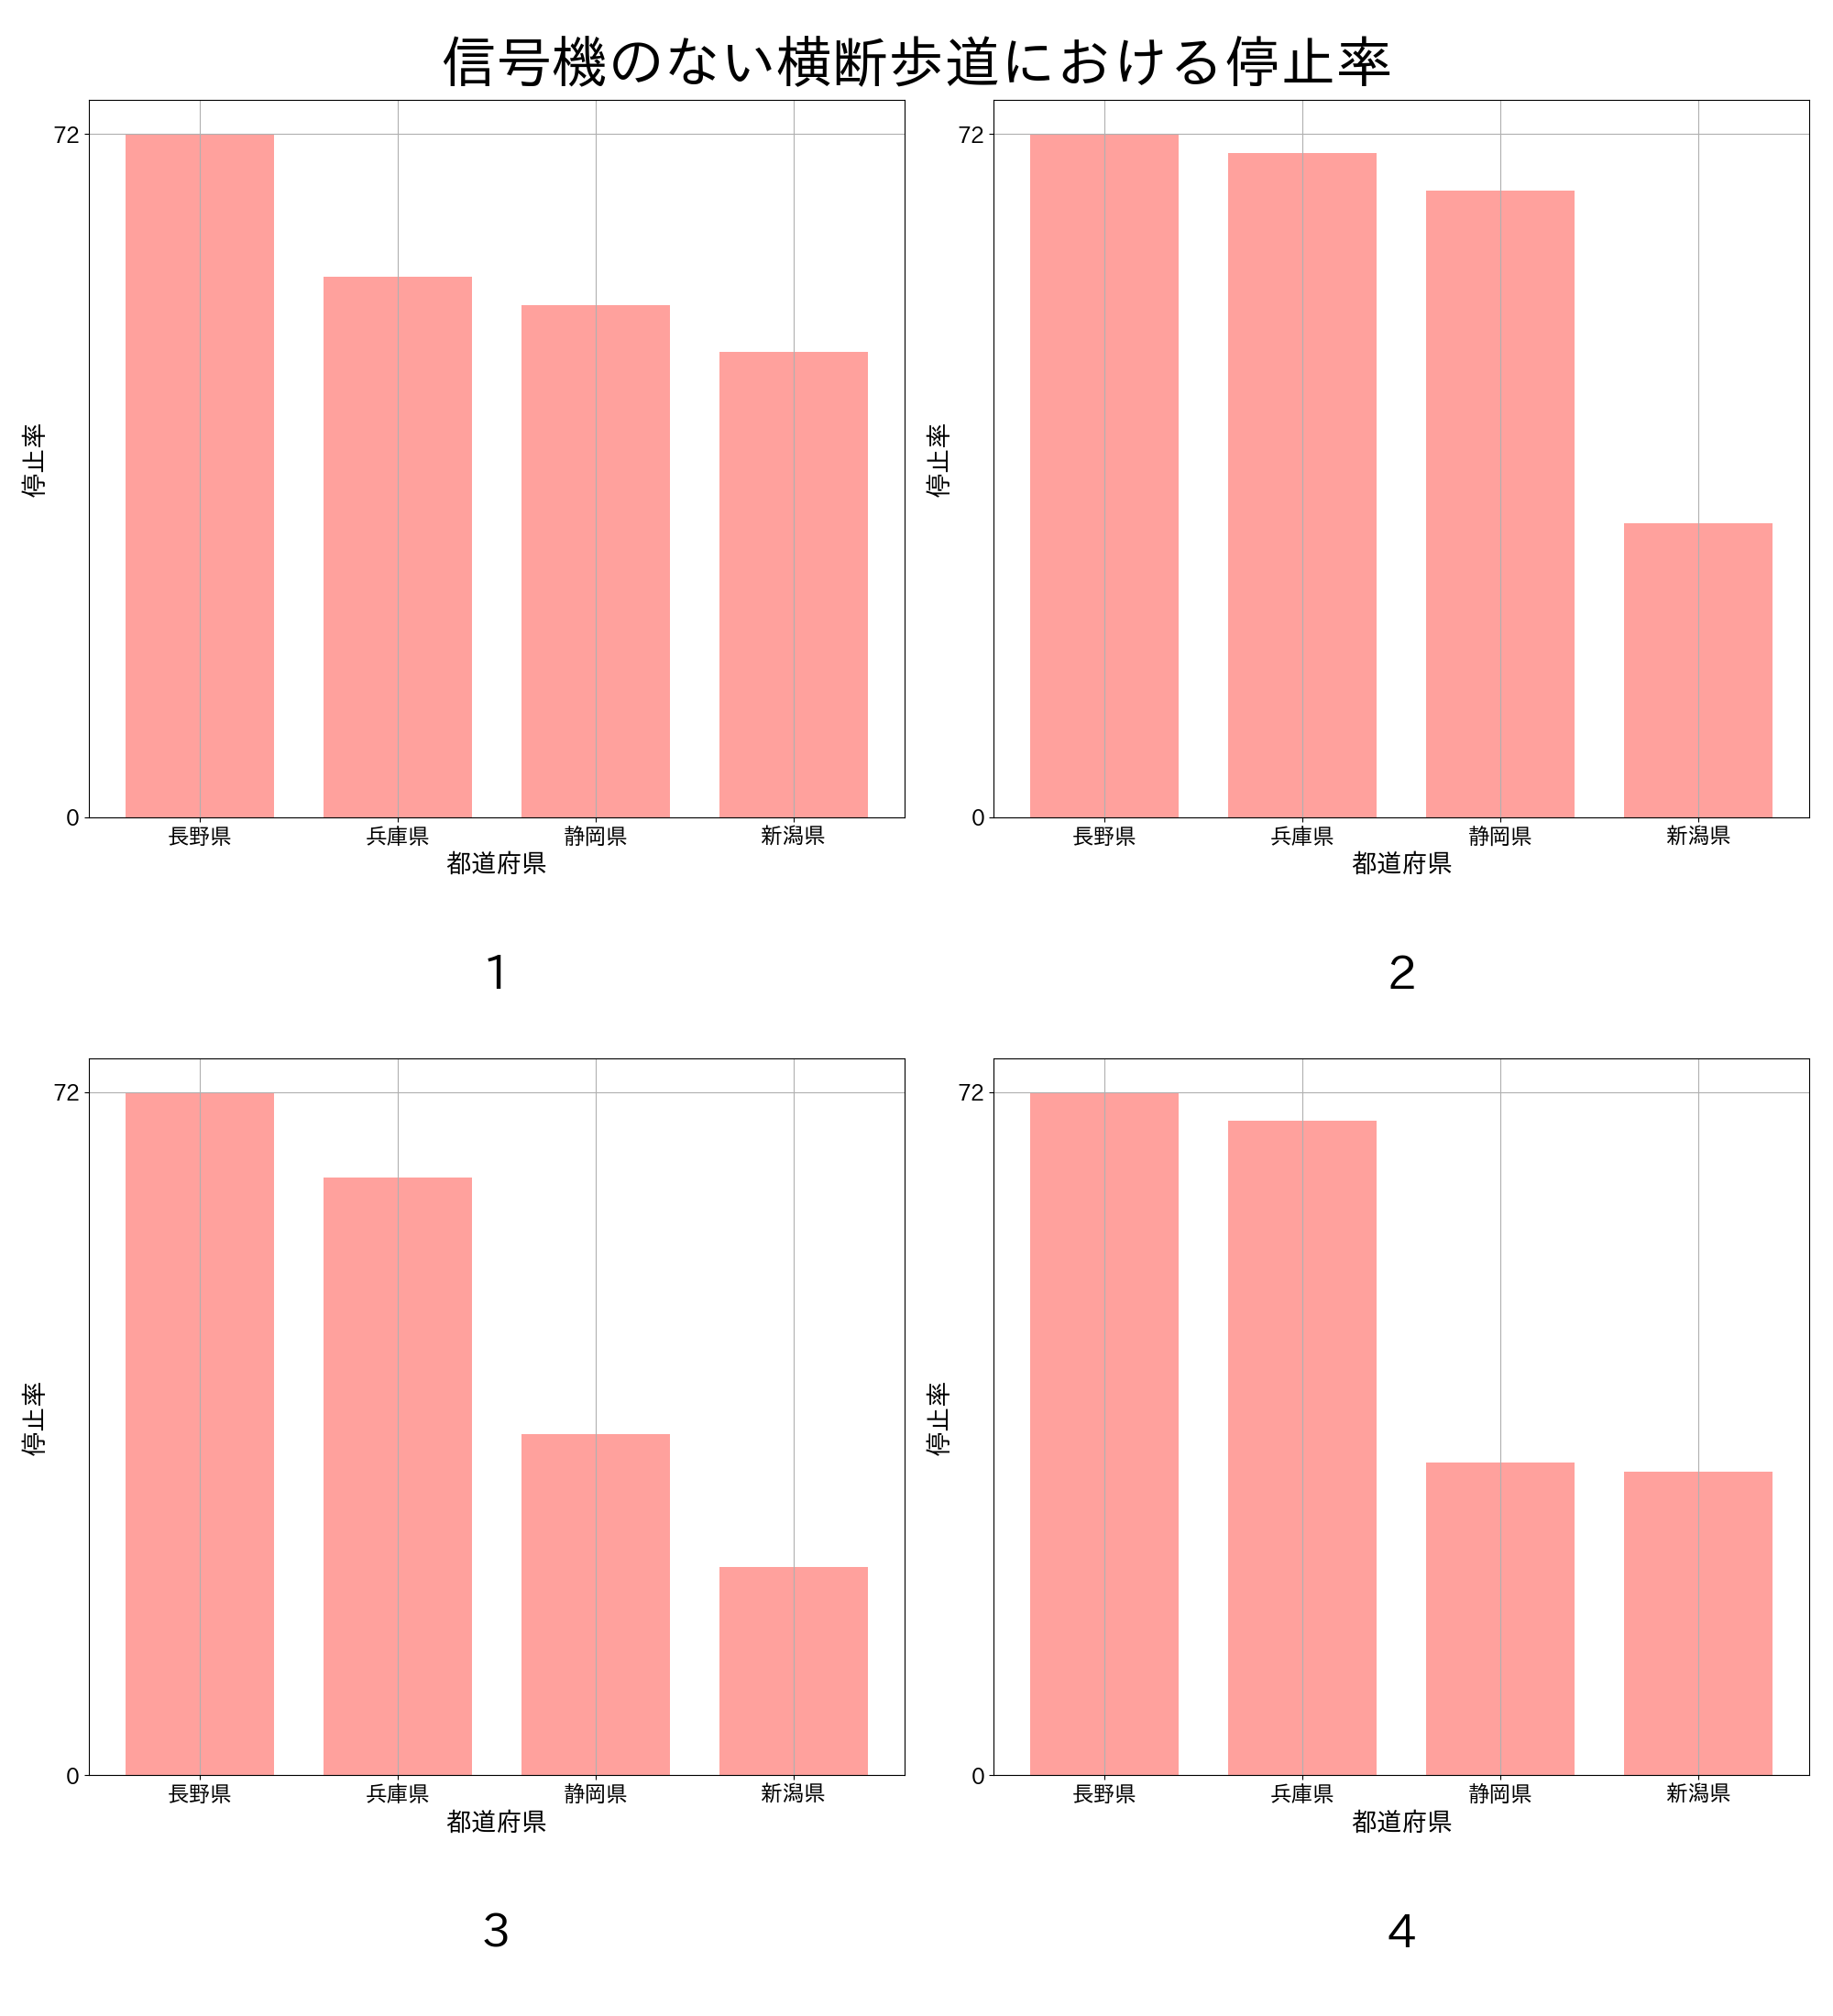 信号機のない横断歩道における停止率
72
0
停止率
長野県 兵庫県 静岡県 新潟県
都道府県
1
72
0
停止率
長野県 兵庫県 静岡県 新潟県
都道府県
2
72
0
停止率
長野県 兵庫県 静岡県 新潟県
都道府県
3
72
0
停止率
長野県 兵庫県 静岡県 新潟県
都道府県
4